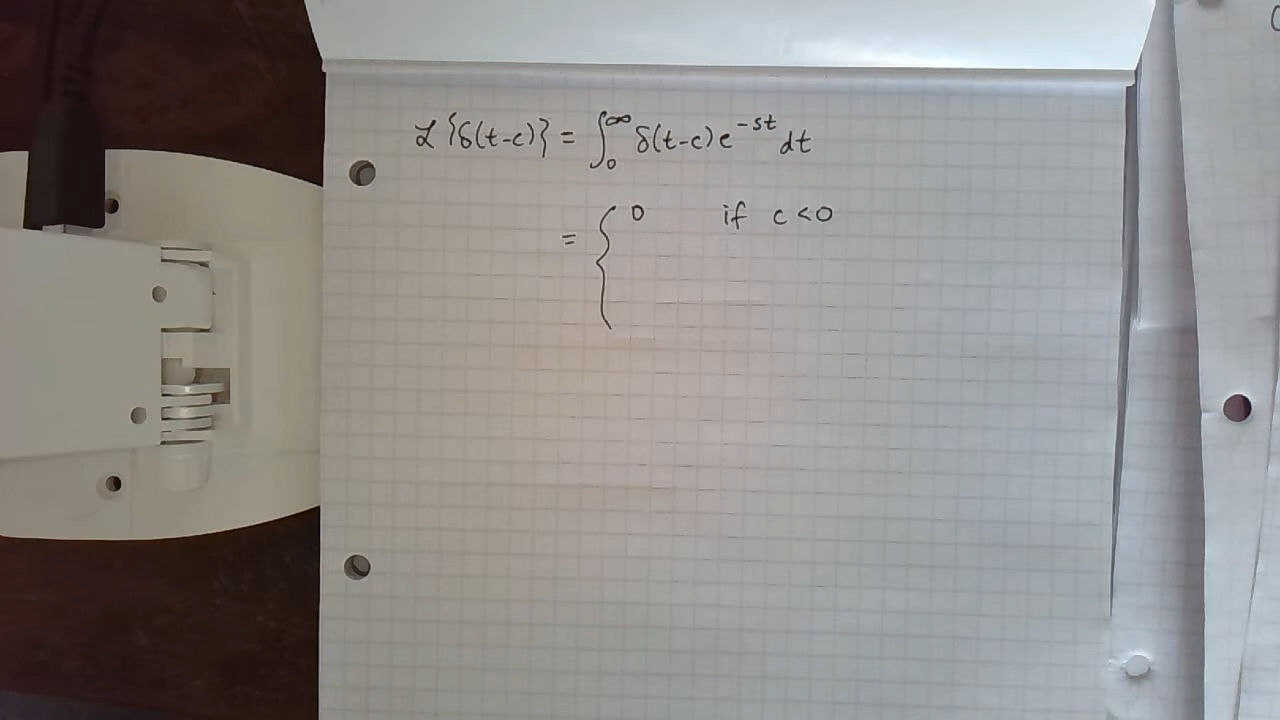 ℒ{δ(t-c)} = ∫₀^∞ δ(t-c)e^{-st} dt
= { 0 if c<0